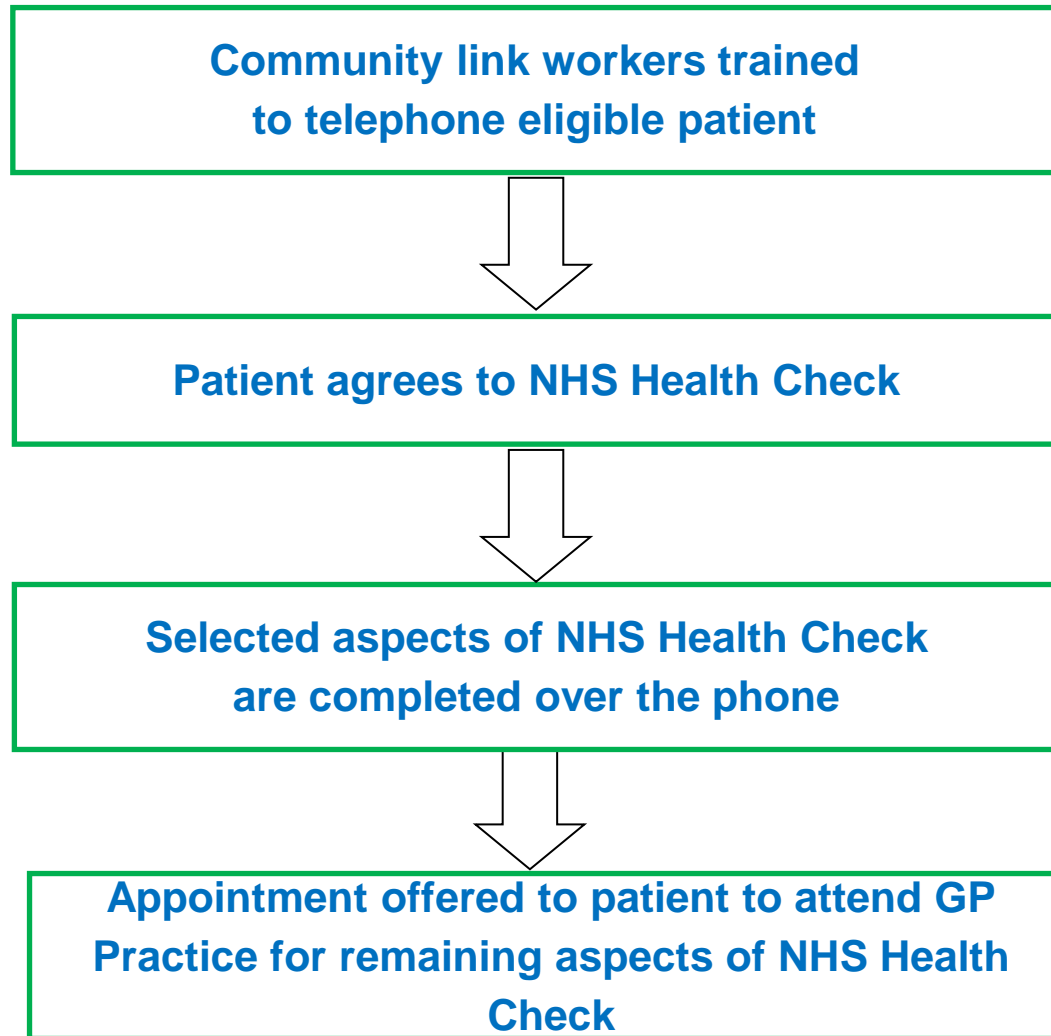 Community link workers trained
to telephone eligible patient
Patient agrees to NHS Health Check
Selected aspects of NHS Health Check
are completed over the phone
Appointment offered to patient to attend GP
Practice for remaining aspects of NHS Health
Check